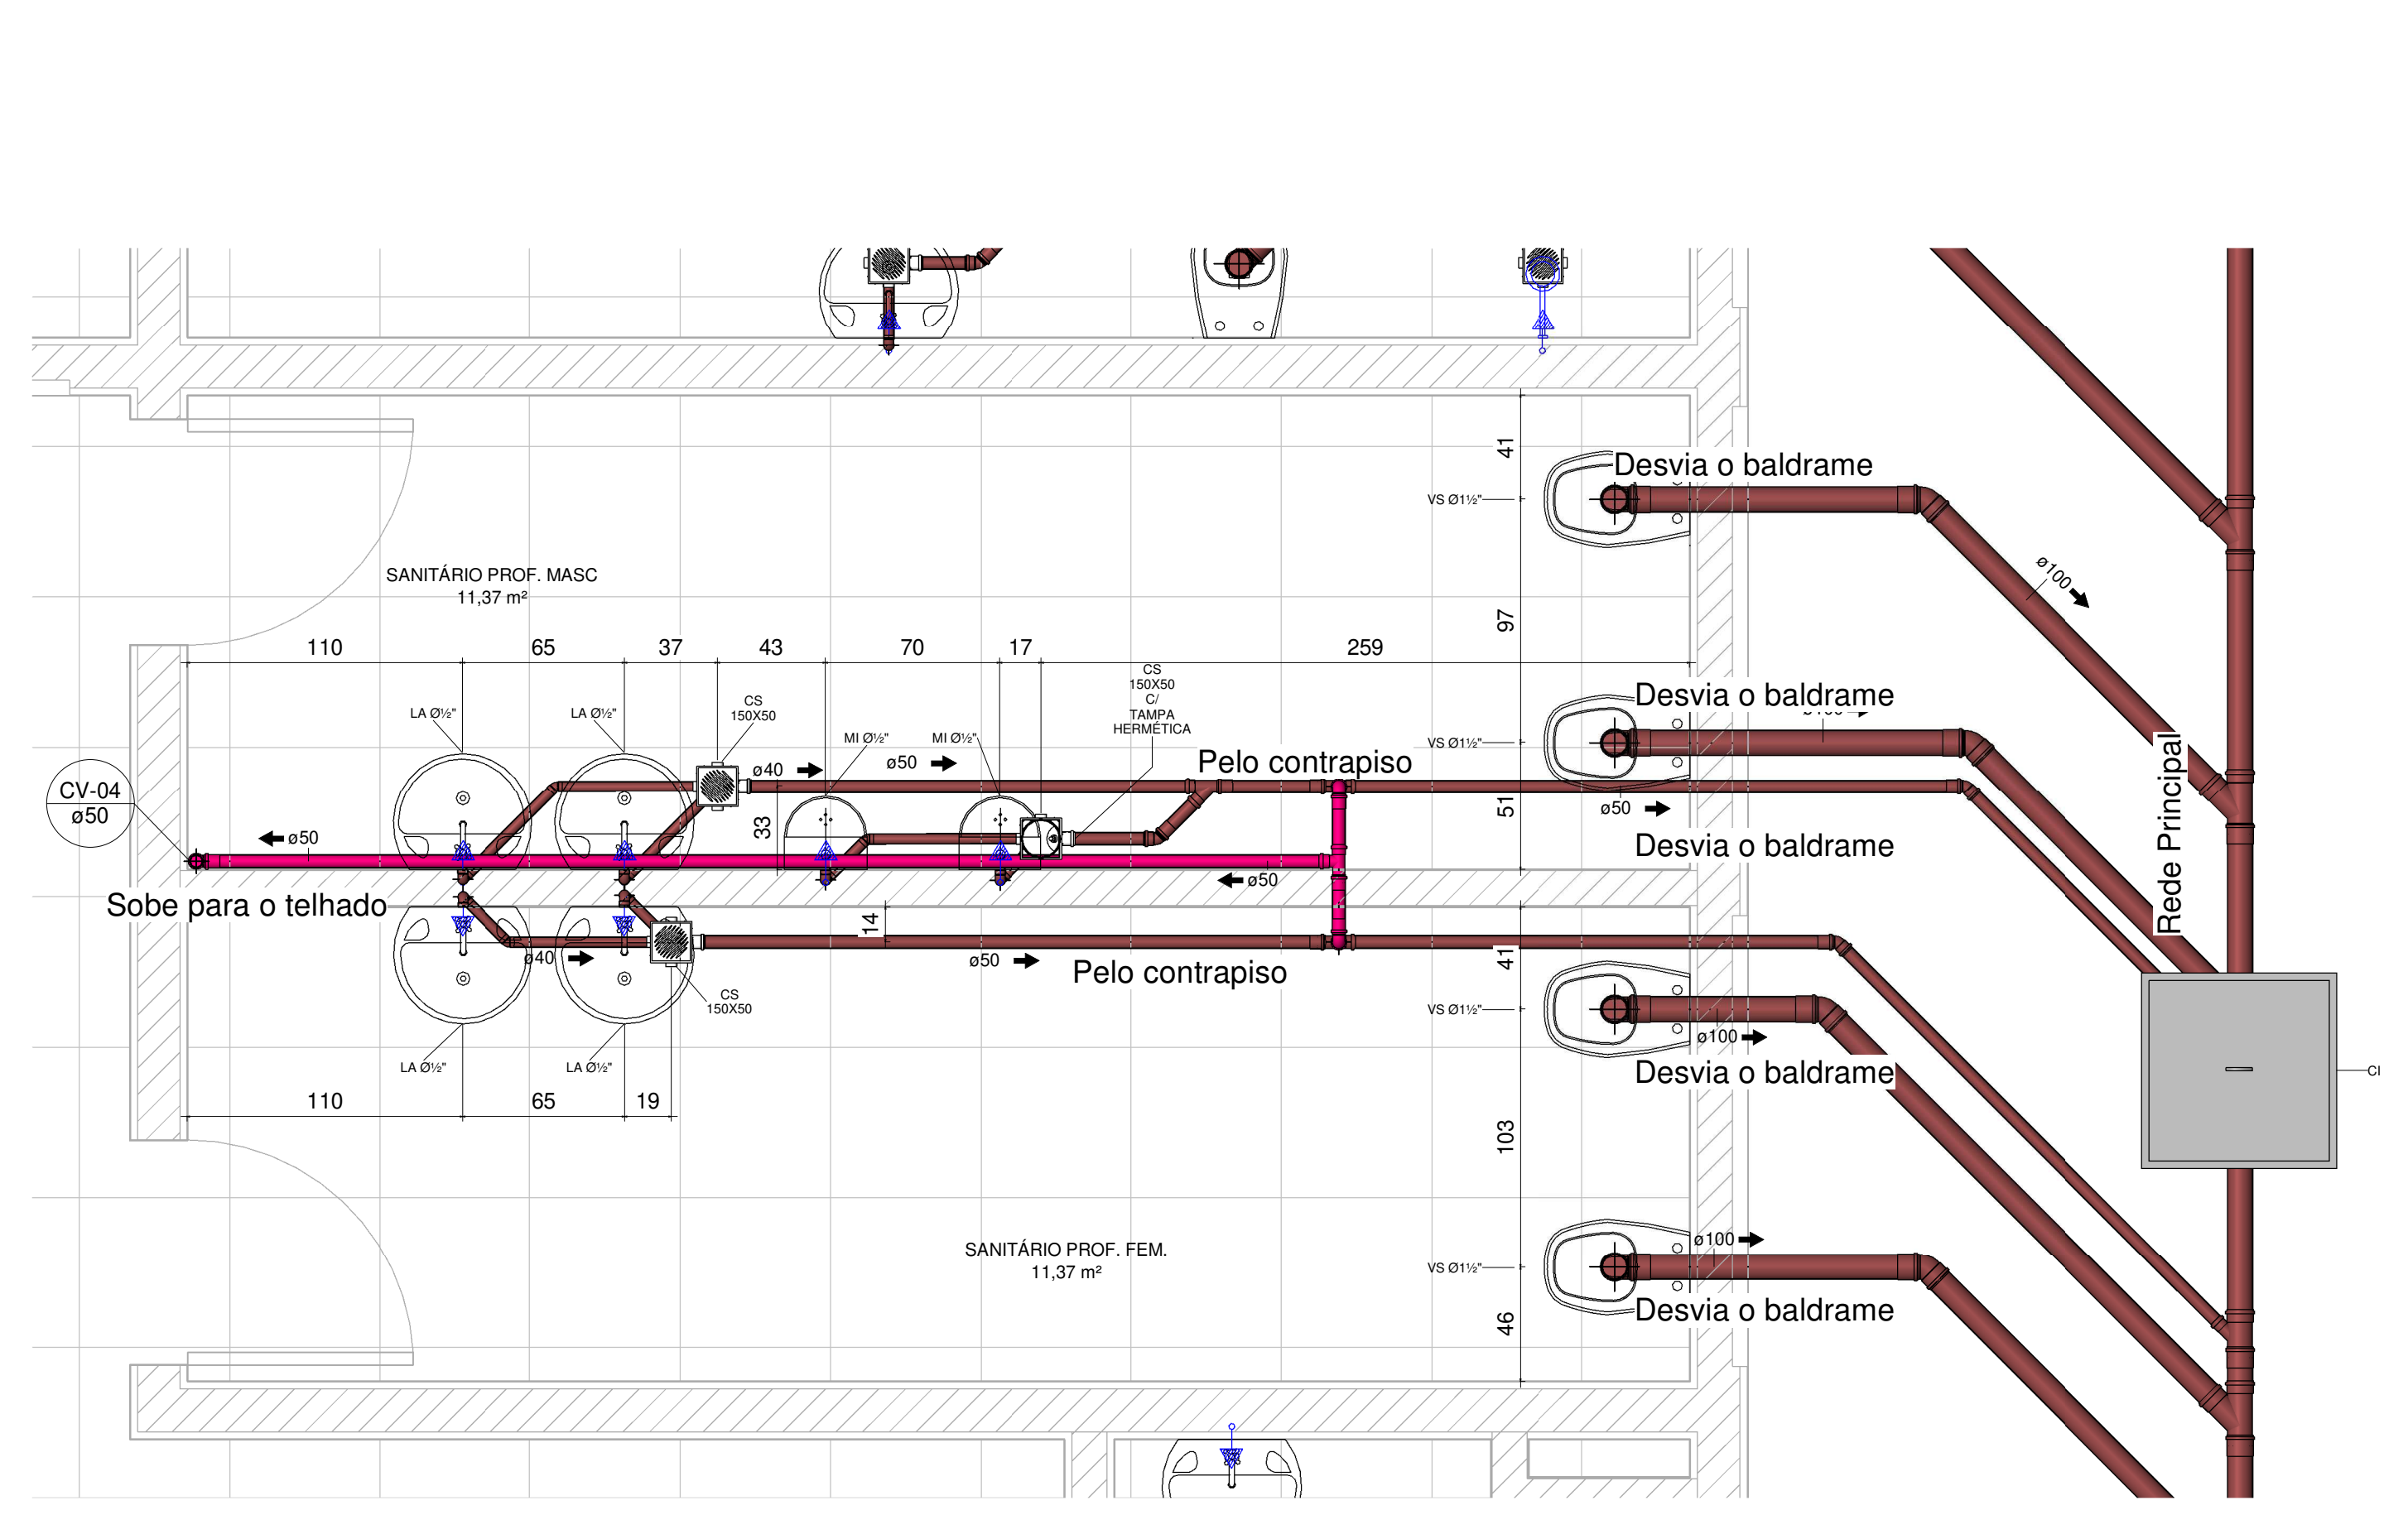 41
Desvia o baldrame
VS Ø1½"
ø100
SANITÁRIO PROF. MASC
11,37 m²
97
110
65
37
43
70
17
259
CS
150X50
C/
TAMPA
HERMÉTICA
Desvia o baldrame
CS
150X50
LA Ø½"
LA Ø½"
MI Ø½"
MI Ø½"
VS Ø1½"
Rede Principal
Pelo contrapiso
ø40
ø50
CV-04
ø50
51
ø50
33
ø50
Desvia o baldrame
ø50
Sobe para o telhado
14
41
ø40
ø50
Pelo contrapiso
CS
150X50
VS Ø1½"
ø100
LA Ø½"
LA Ø½"
Desvia o baldrame
CI
110
65
19
103
SANITÁRIO PROF. FEM.
11,37 m²
ø100
VS Ø1½"
Desvia o baldrame
46